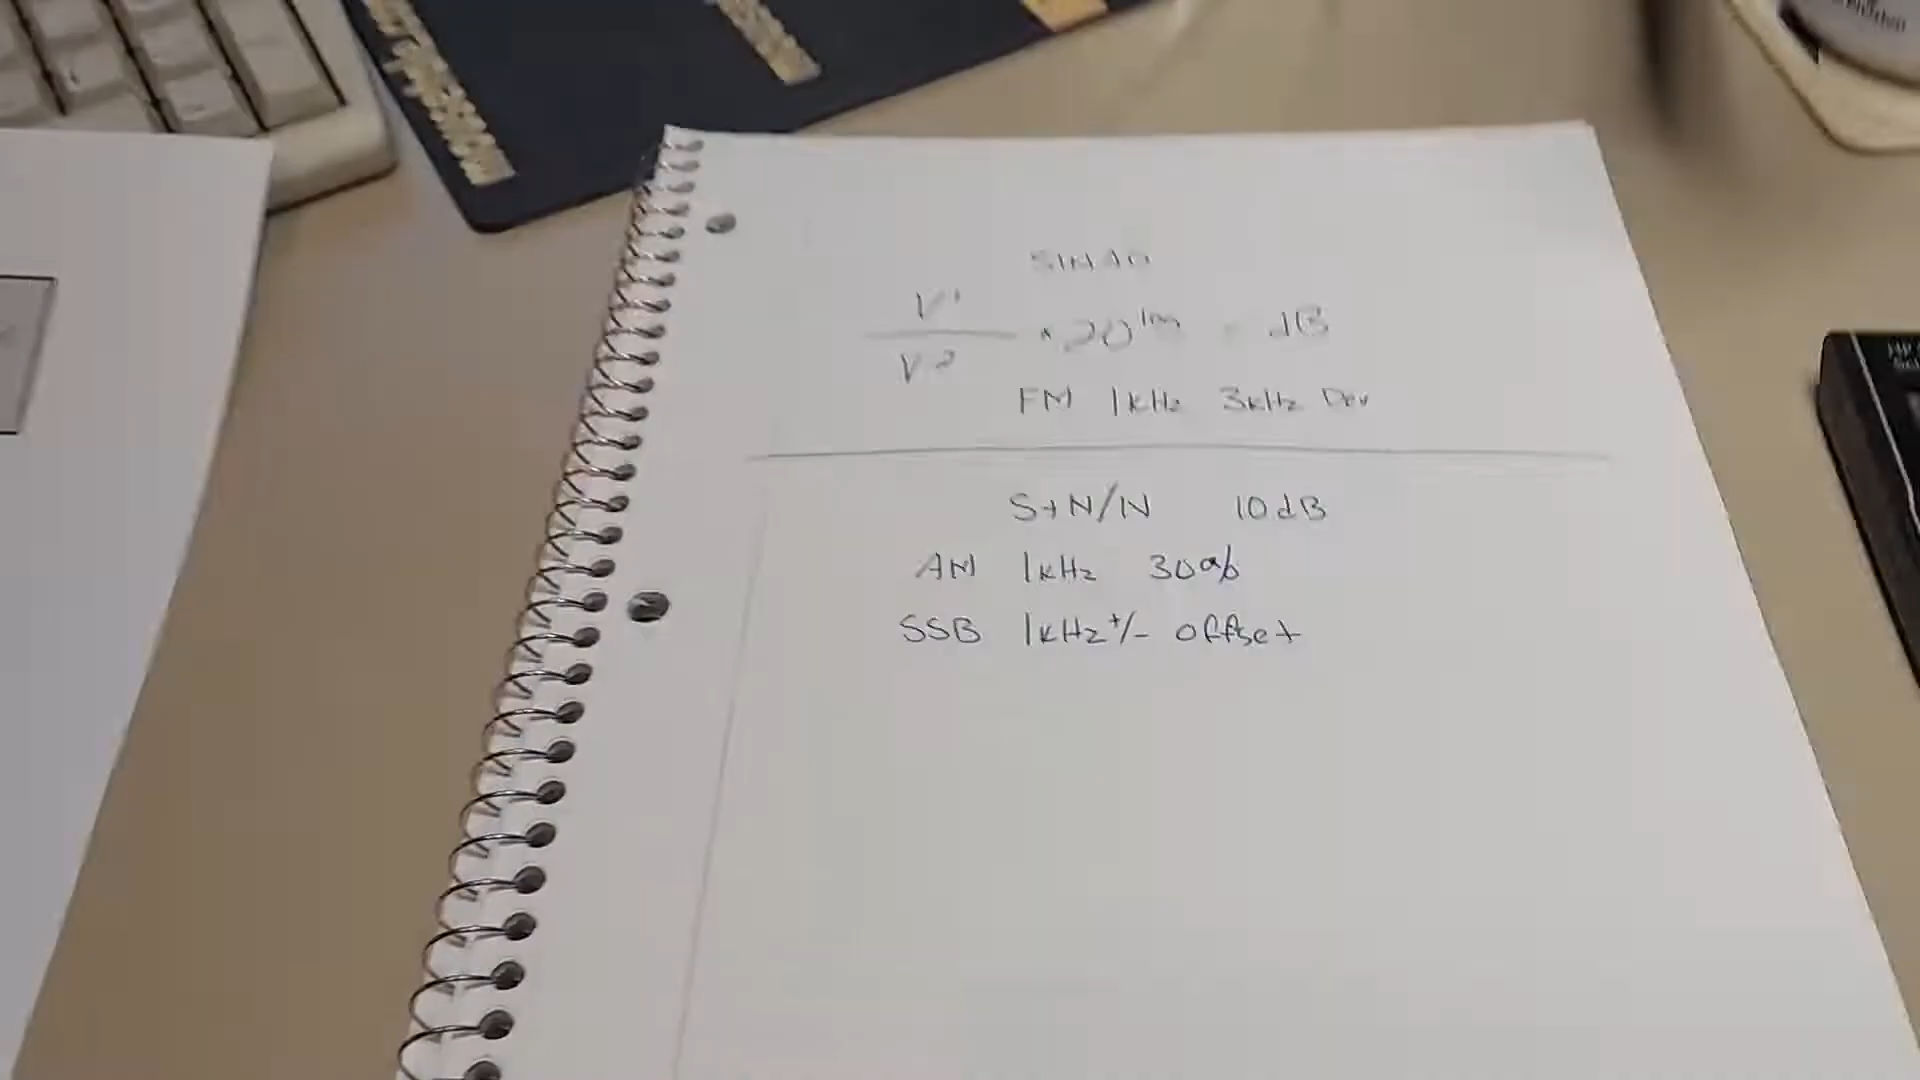 SINAD
V1
* 20 log = dB
V2
FM 1kHz 3kHz Dev
S+N/N 10dB
AM 1kHz 30%
SSB 1kHz +/- offset